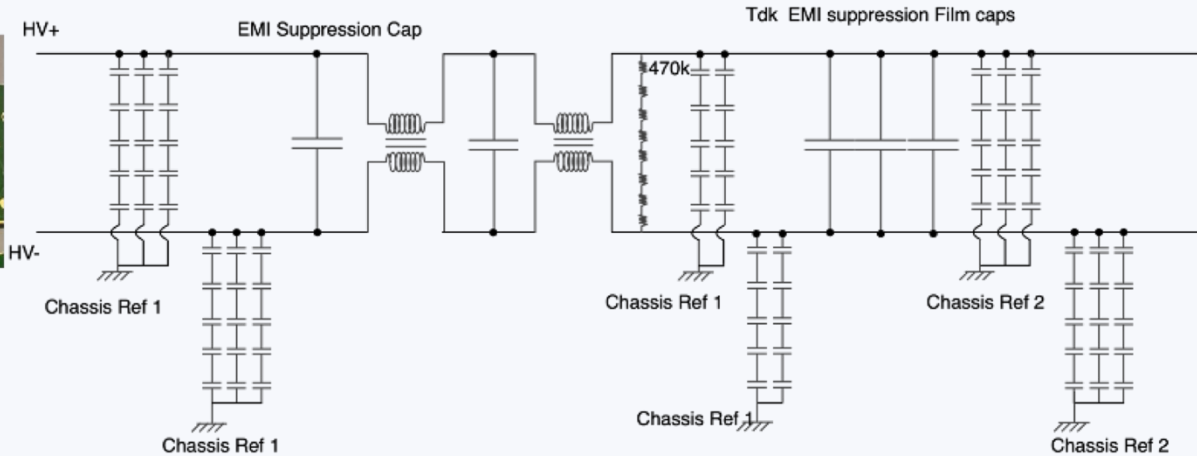 Tdk EMI suppression Film caps
HV+
EMI Suppression Cap
470k
HV-
Chassis Ref 1
Chassis Ref 1
Chassis Ref 2
Chassis Ref 1
Chassis Ref 1
Chassis Ref 2